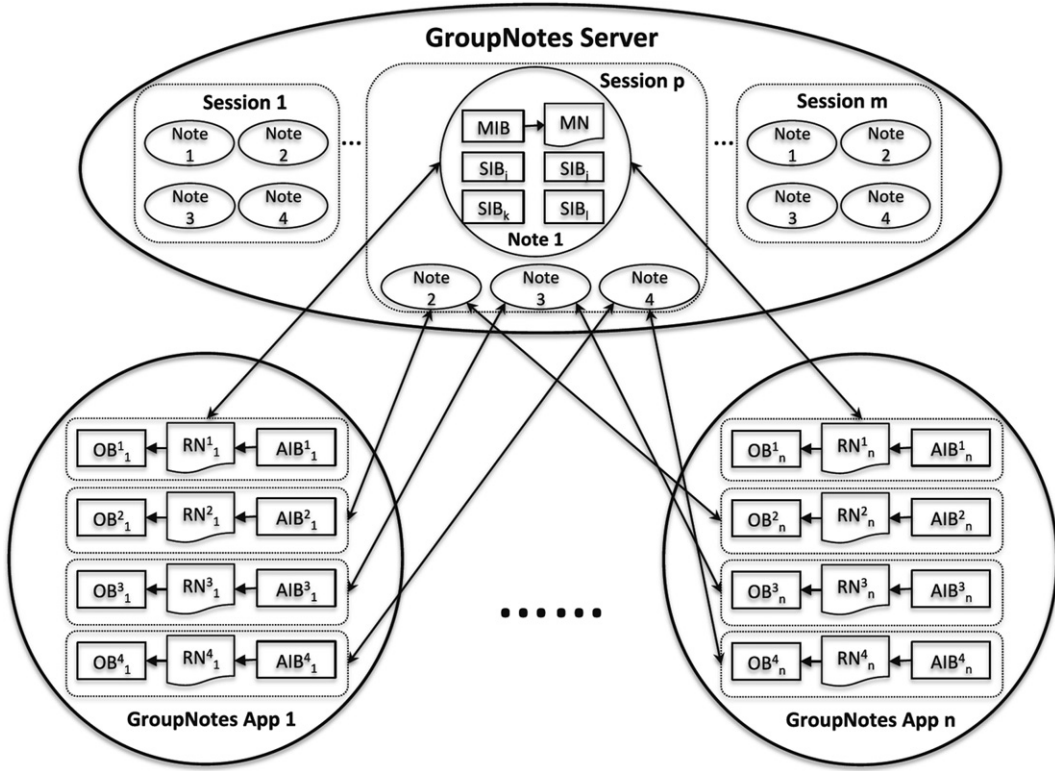 GroupNotes Server
Session 1
Note 1
Note 2
Note 3
Note 4
...
Session p
MIB
MN
SIBi
SIBj
SIBk
SIBl
Note 1
Note 2
Note 3
Note 4
...
Session m
Note 1
Note 2
Note 3
Note 4
OB¹₁ RN¹₁ AIB¹₁
OB²₁ RN²₁ AIB²₁
OB³₁ RN³₁ AIB³₁
OB⁴₁ RN⁴₁ AIB⁴₁
GroupNotes App 1
.......
OB¹ₙ RN¹ₙ AIB¹ₙ
OB²ₙ RN²ₙ AIB²ₙ
OB³ₙ RN³ₙ AIB³ₙ
OB⁴ₙ RN⁴ₙ AIB⁴ₙ
GroupNotes App n